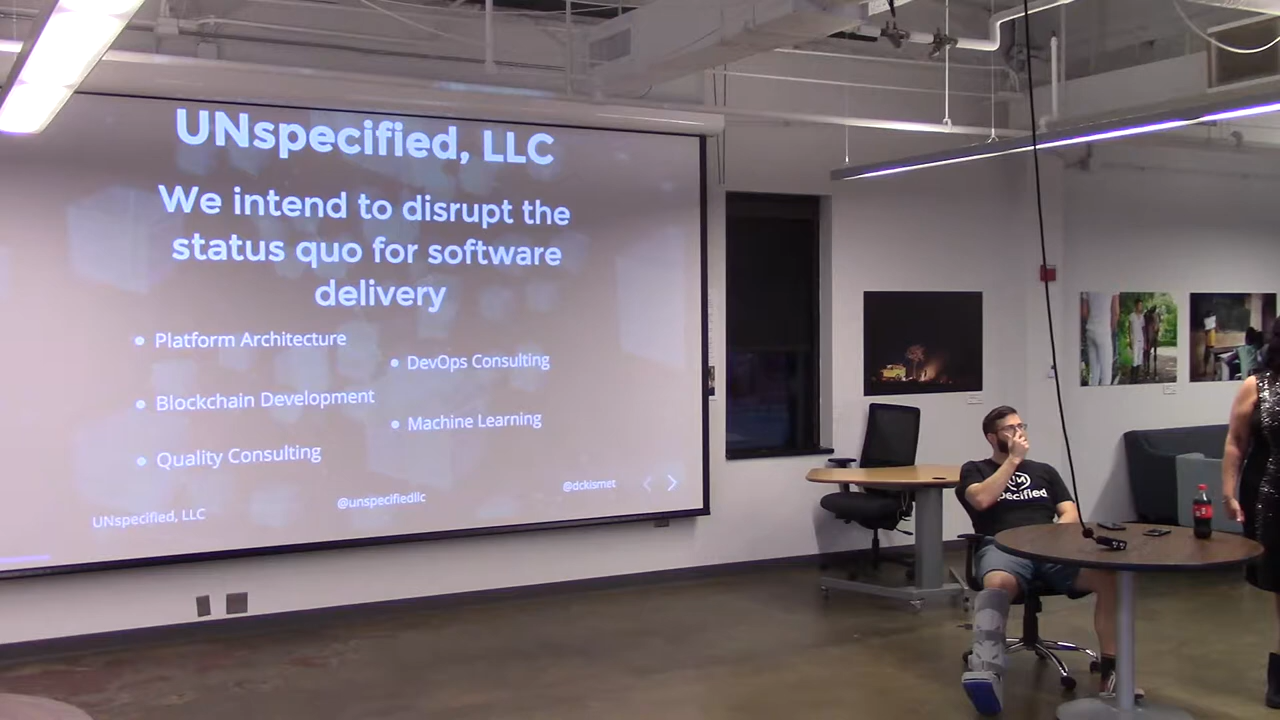 UNspecified, LLC
We intend to disrupt the
status quo for software
delivery
Platform Architecture
DevOps Consulting
Blockchain Development
Machine Learning
Quality Consulting
UNspecified, LLC
@unspecifiedllc
@dckismet
UN
specified